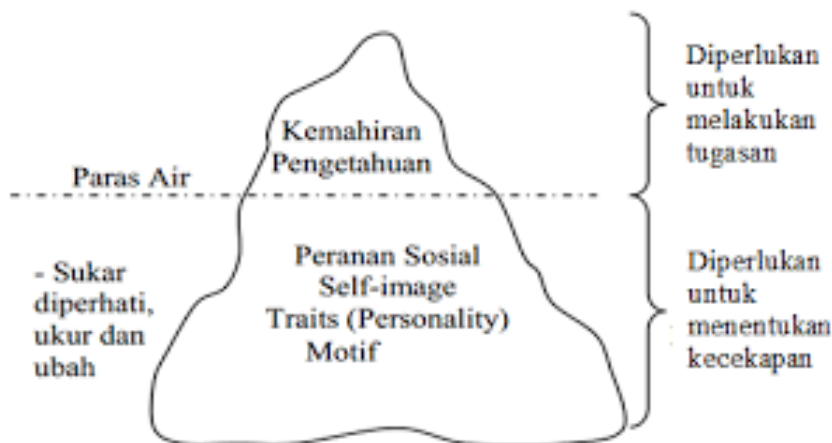 Diperlukan
untuk
melakukan
tugasan
Kemahiran
Pengetahuan
Paras Air
- Sukar
diperhati,
ukur dan
ubah
Peranan Sosial
Self-image
Traits (Personality)
Motif
Diperlukan
untuk
menentukan
kecekapan